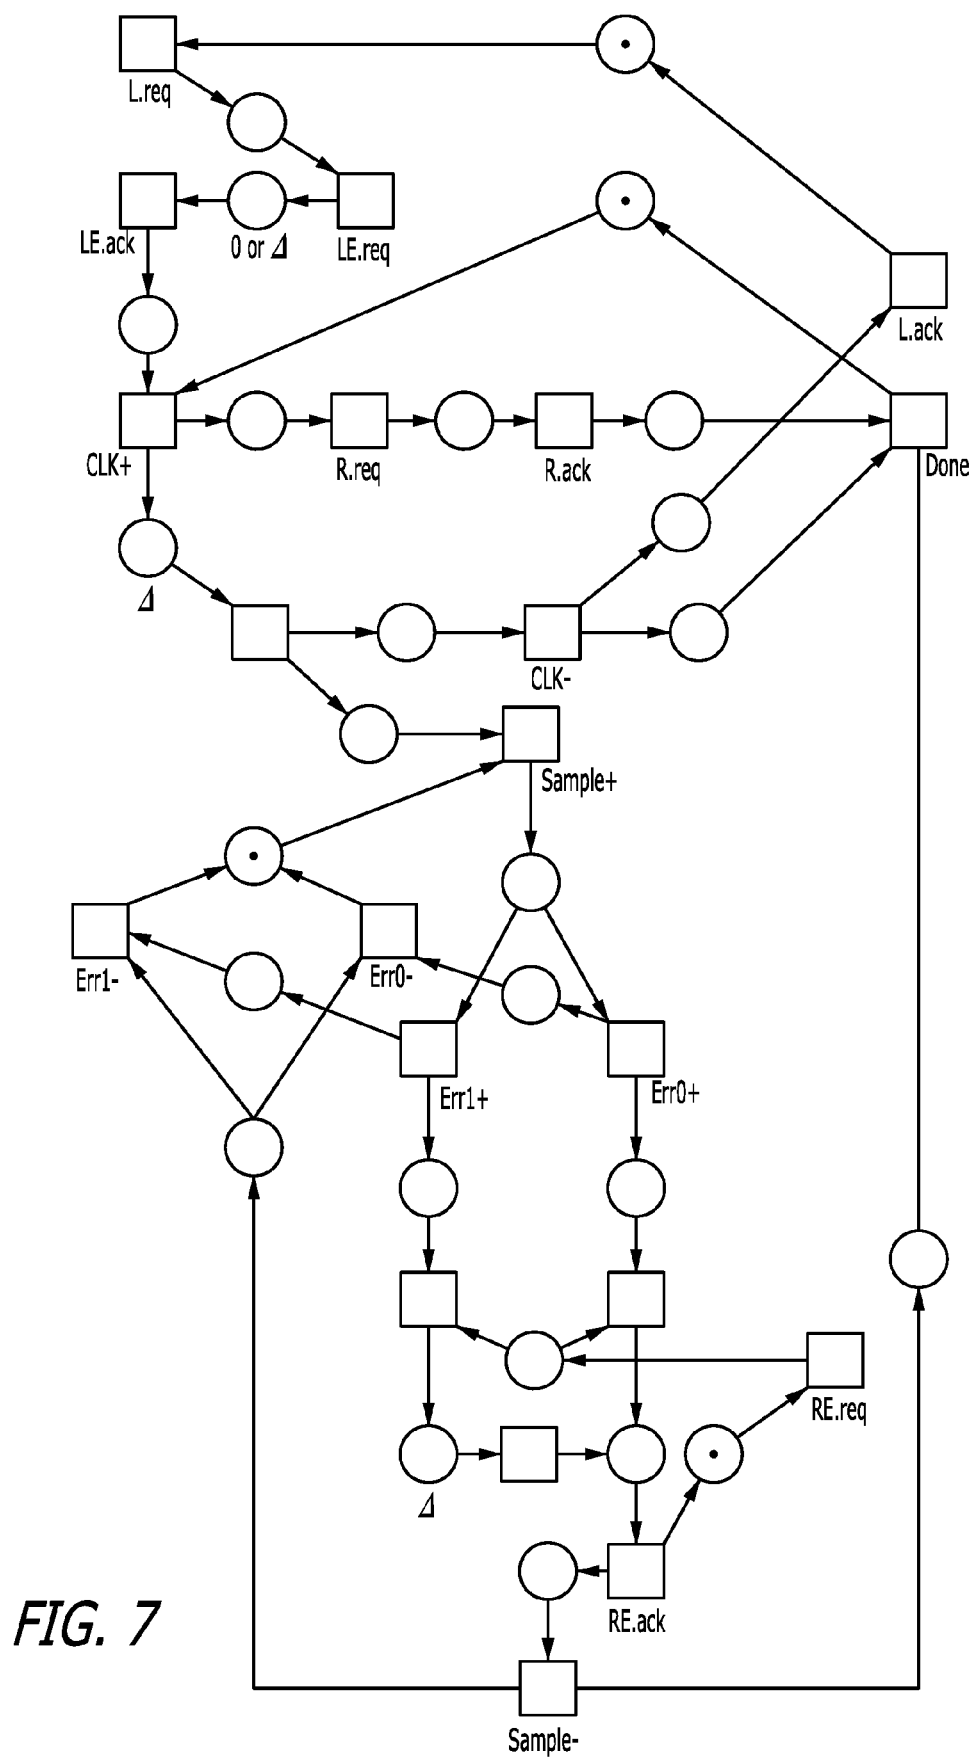 L.req
LE.ack
0 or Δ
LE.req
L.ack
CLK+
R.req
R.ack
Done
Δ
CLK-
Sample+
Err1-
Err0-
Err1+
Err0+
RE.req
Δ
RE.ack
FIG. 7
Sample-